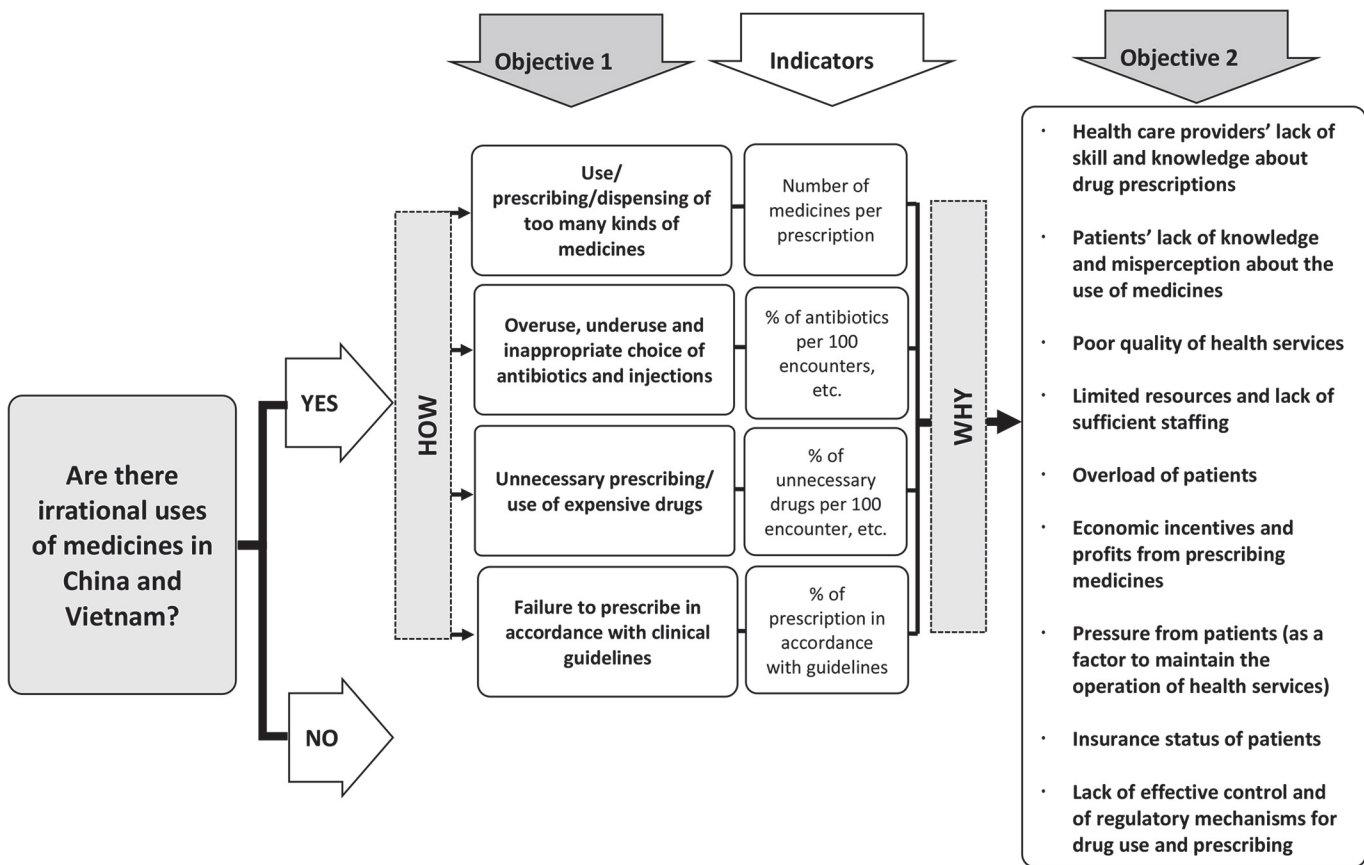 Objective 1
Indicators
Objective 2
Are there
irrational uses
of medicines in
China and
Vietnam?
YES
NO
HOW
Use/
prescribing/dispensing of
too many kinds of
medicines
Number of
medicines per
prescription
Overuse, underuse and
inappropriate choice of
antibiotics and injections
% of antibiotics
per 100
encounters,
etc.
Unnecessary prescribing/
use of expensive drugs
% of
unnecessary
drugs per 100
encounter, etc.
Failure to prescribe in
accordance with clinical
guidelines
% of
prescription in
accordance
with guidelines
WHY
· Health care providers’ lack of
skill and knowledge about
drug prescriptions
· Patients’ lack of knowledge
and misperception about the
use of medicines
· Poor quality of health services
· Limited resources and lack of
sufficient staffing
· Overload of patients
· Economic incentives and
profits from prescribing
medicines
· Pressure from patients (as a
factor to maintain the
operation of health services)
· Insurance status of patients
· Lack of effective control and
of regulatory mechanisms for
drug use and prescribing